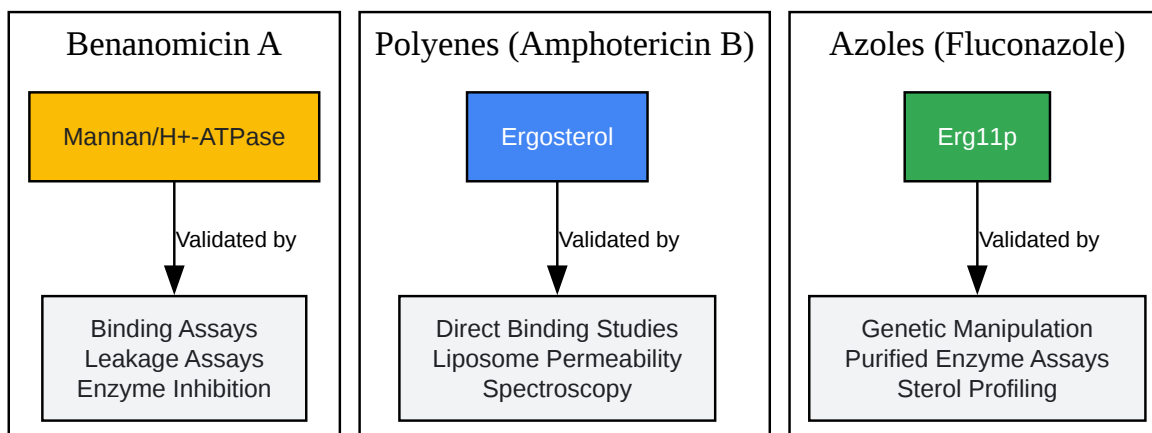 Benanomicin A
Mannan/H+-ATPase
Validated by
Binding Assays
Leakage Assays
Enzyme Inhibition
Polyenes (Amphotericin B)
Ergosterol
Validated by
Direct Binding Studies
Liposome Permeability
Spectroscopy
Azoles (Fluconazole)
Erg11p
Validated by
Genetic Manipulation
Purified Enzyme Assays
Sterol Profiling